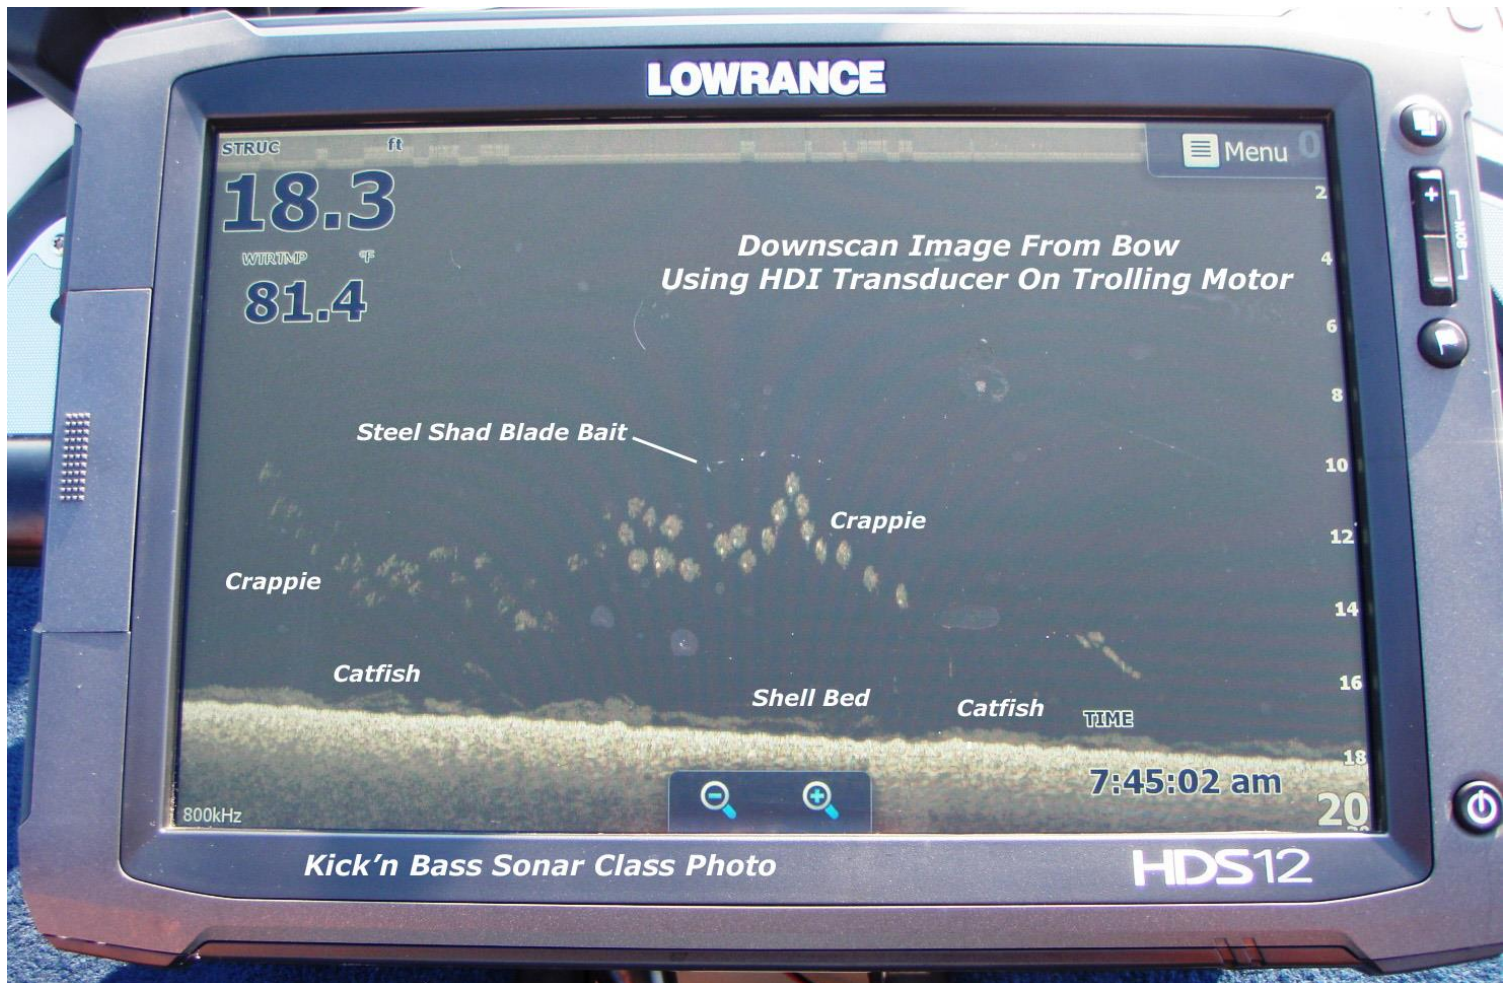 LOWRANCE
STRUC ft
18.3
WTRTMP °F
81.4
Menu 0
2
4
6
8
10
12
14
16
18
20
Downscan Image From Bow
Using HDI Transducer On Trolling Motor
Steel Shad Blade Bait
Crappie
Crappie
Catfish
Shell Bed
Catfish
TIME
7:45:02 am
800kHz
Kick'n Bass Sonar Class Photo
HDS12
+
MOB